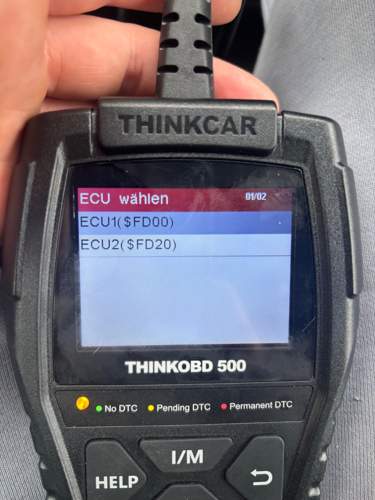 THINKCAR
ECU wählen 01/02
ECU1($FD00)
ECU2($FD20)
THINKOBD 500
No DTC Pending DTC Permanent DTC
I/M
HELP